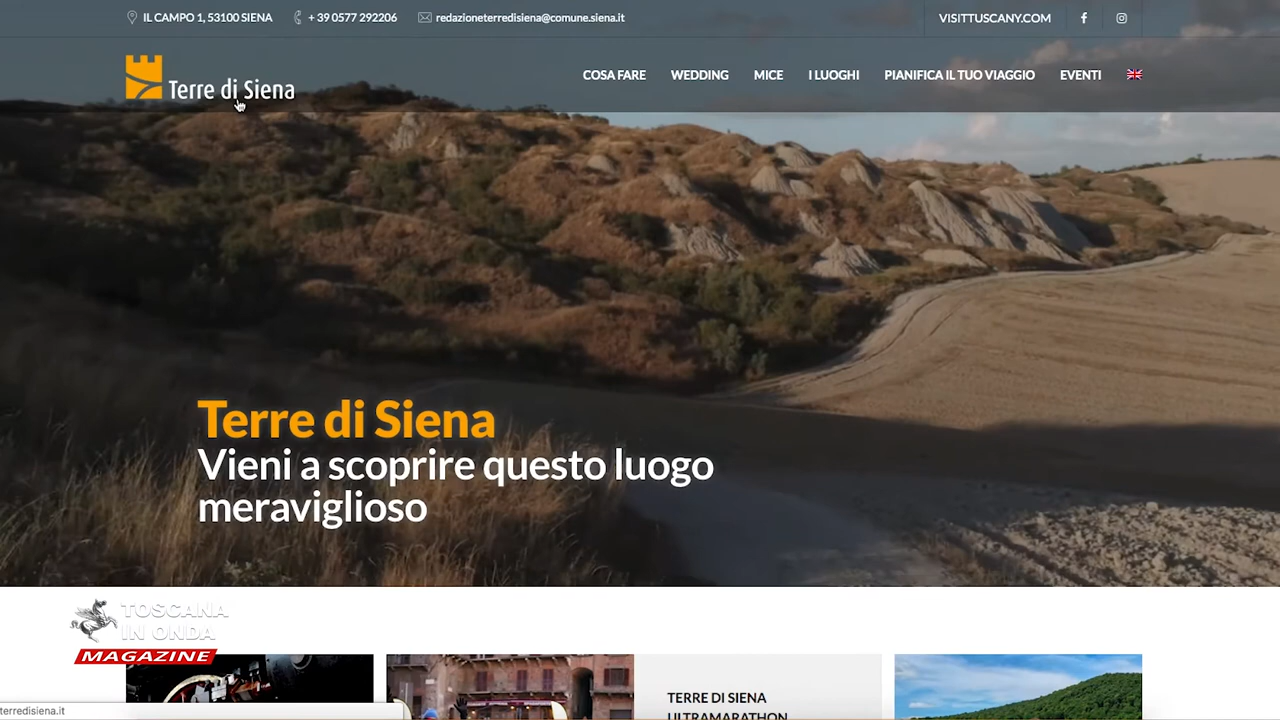 IL CAMPO 1, 53100 SIENA
+ 39 0577 292206
redazioneterredisiena@comune.siena.it
VISITTUSCANY.COM
Terre di Siena
COSA FARE
WEDDING
MICE
I LUOGHI
PIANIFICA IL TUO VIAGGIO
EVENTI
Terre di Siena
Vieni a scoprire questo luogo
meraviglioso
TOSCANA
IN ONDA
MAGAZINE
TERRE DI SIENA
ULTRAMARATHON
terredisiena.it